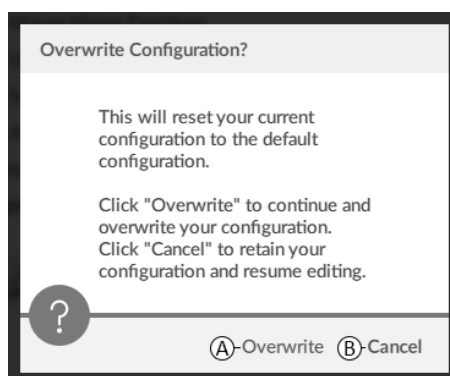 Overwrite Configuration?
This will reset your current
configuration to the default
configuration.
Click "Overwrite" to continue and
overwrite your configuration.
Click "Cancel" to retain your
configuration and resume editing.
?
Ⓐ-Overwrite Ⓑ-Cancel